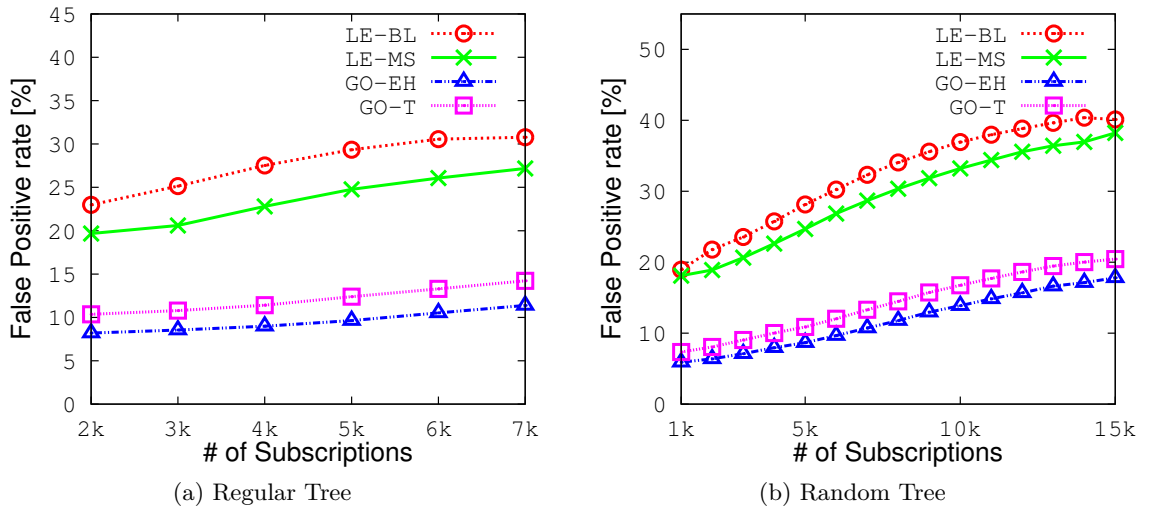 False Positive rate [%]
45
40
35
30
25
20
15
10
5
0
LE-BL
LE-MS
GO-EH
GO-T
2k 3k 4k 5k 6k 7k
# of Subscriptions
(a) Regular Tree
False Positive rate [%]
50
40
30
20
10
0
LE-BL
LE-MS
GO-EH
GO-T
1k 5k 10k 15k
# of Subscriptions
(b) Random Tree